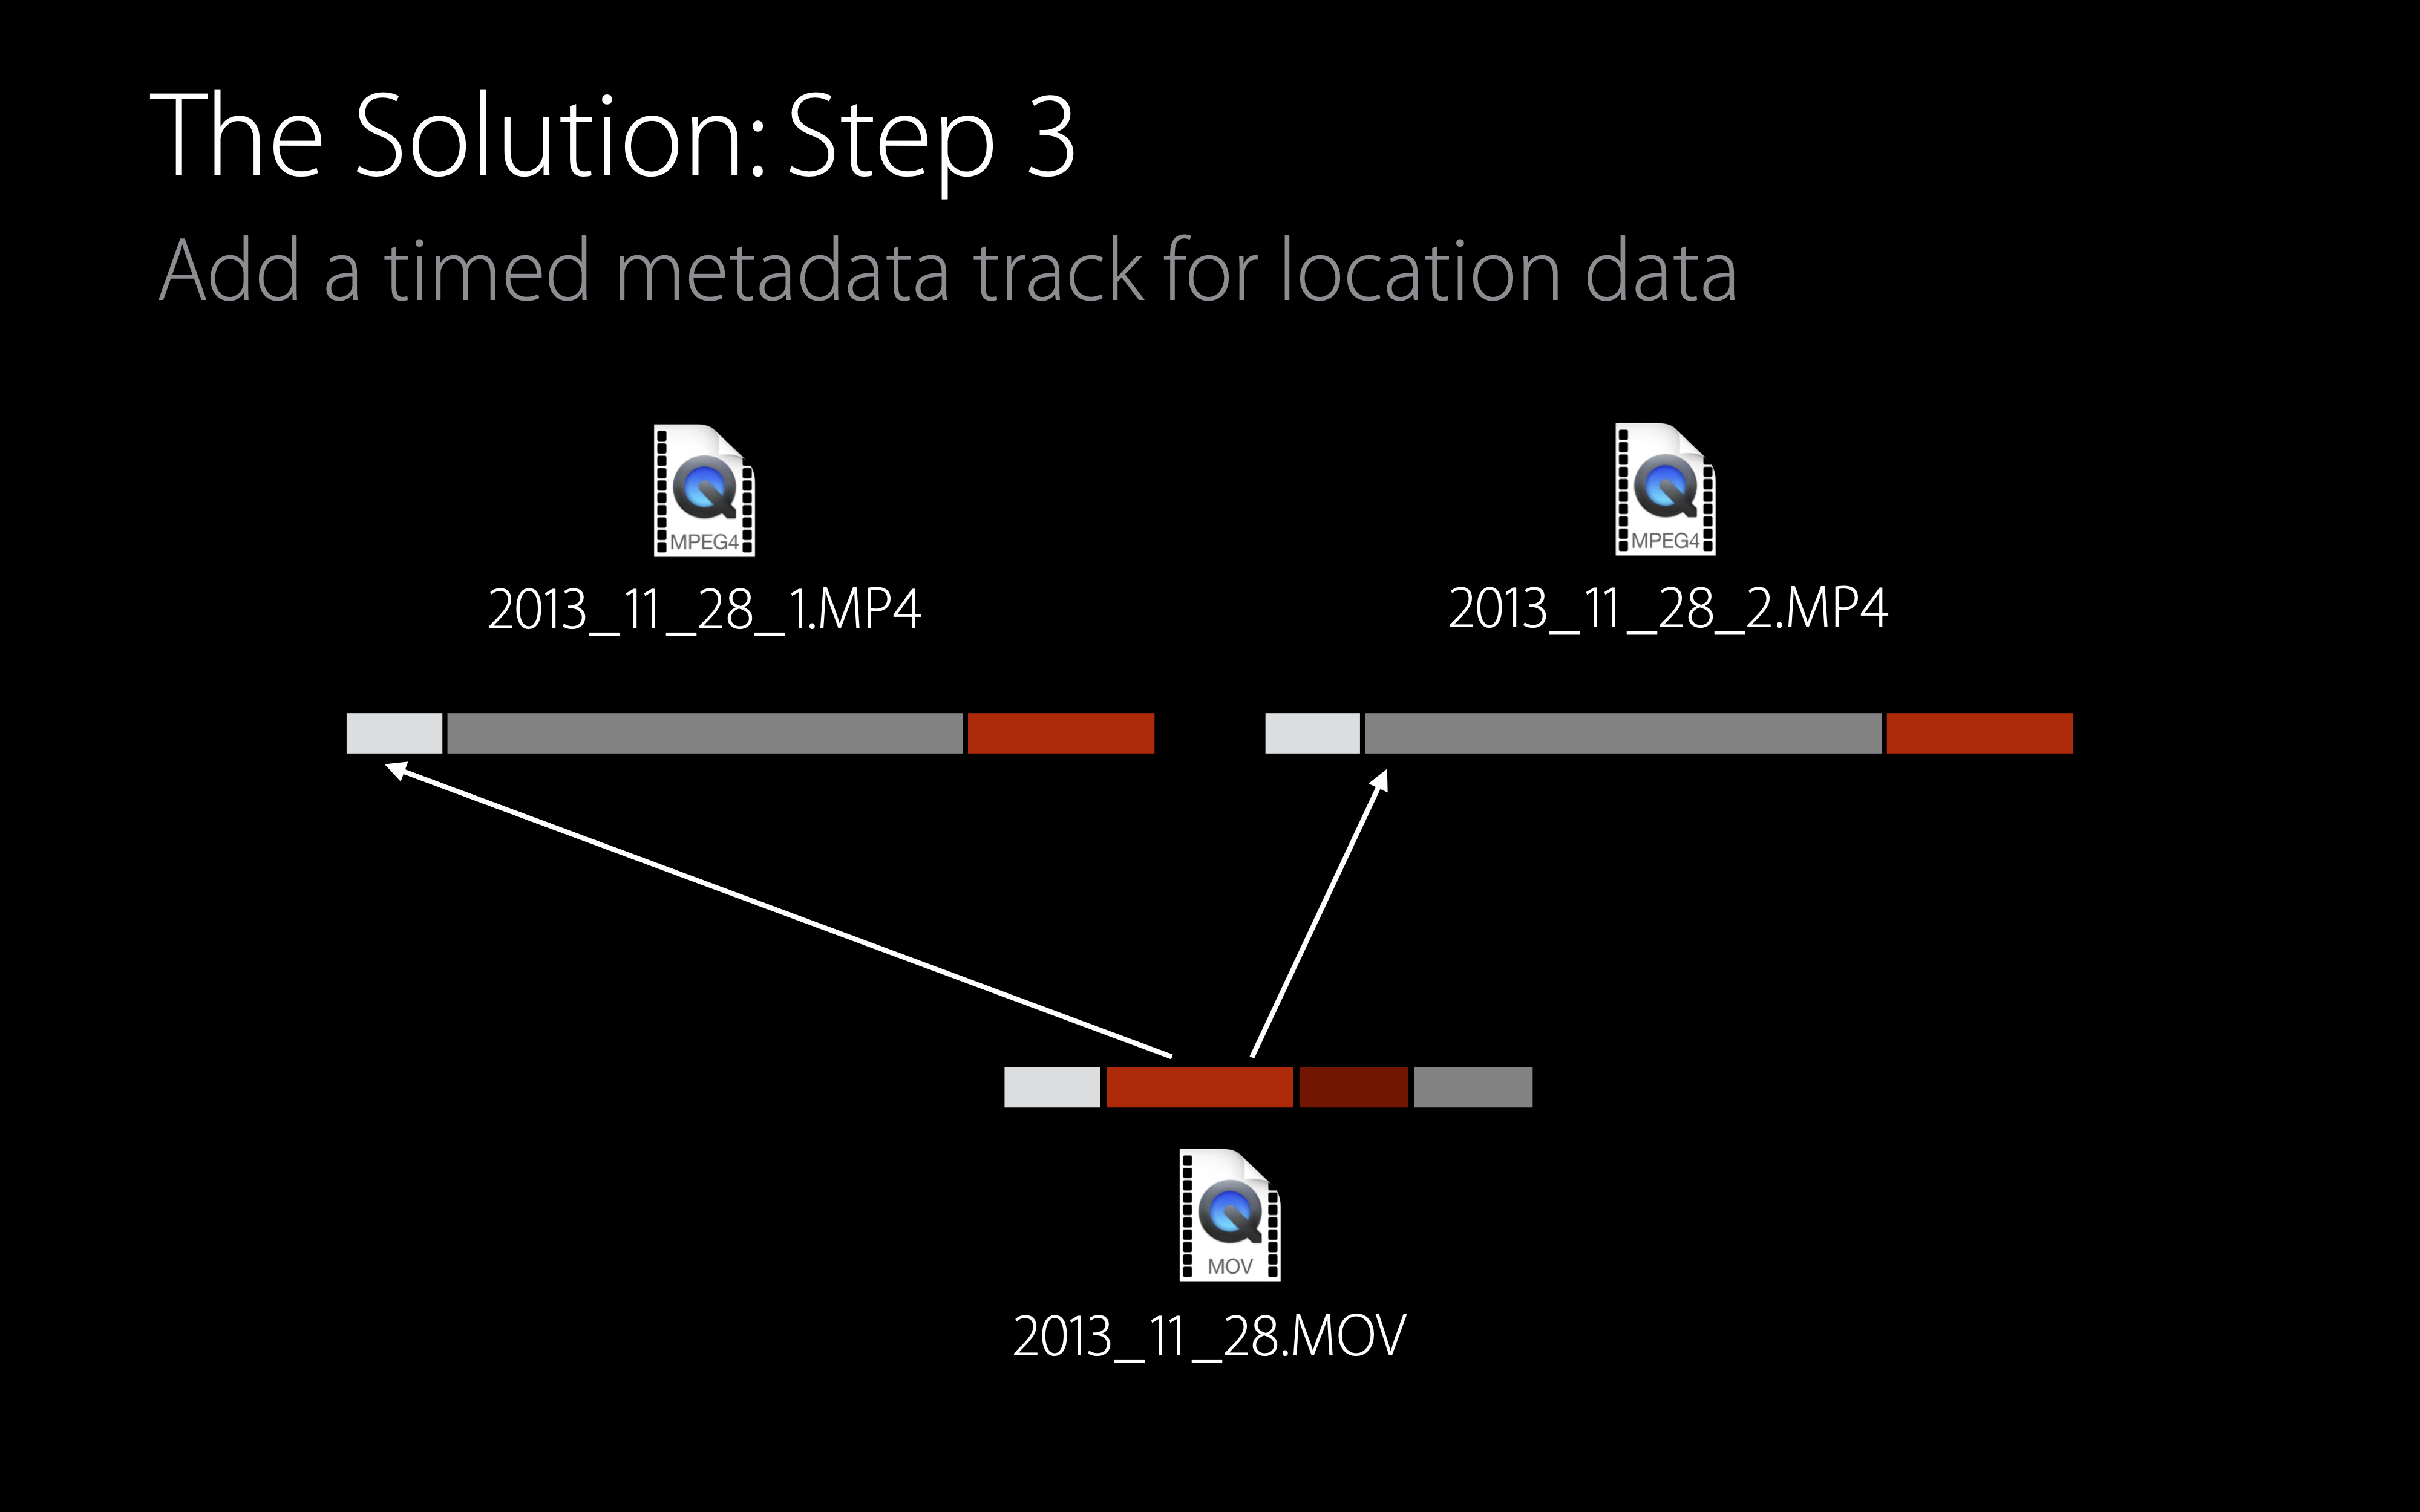 The Solution: Step 3
Add a timed metadata track for location data
MPEG4
MPEG4
2013_11_28_1.MP4
2013_11_28_2.MP4
MOV
2013_11_28.MOV